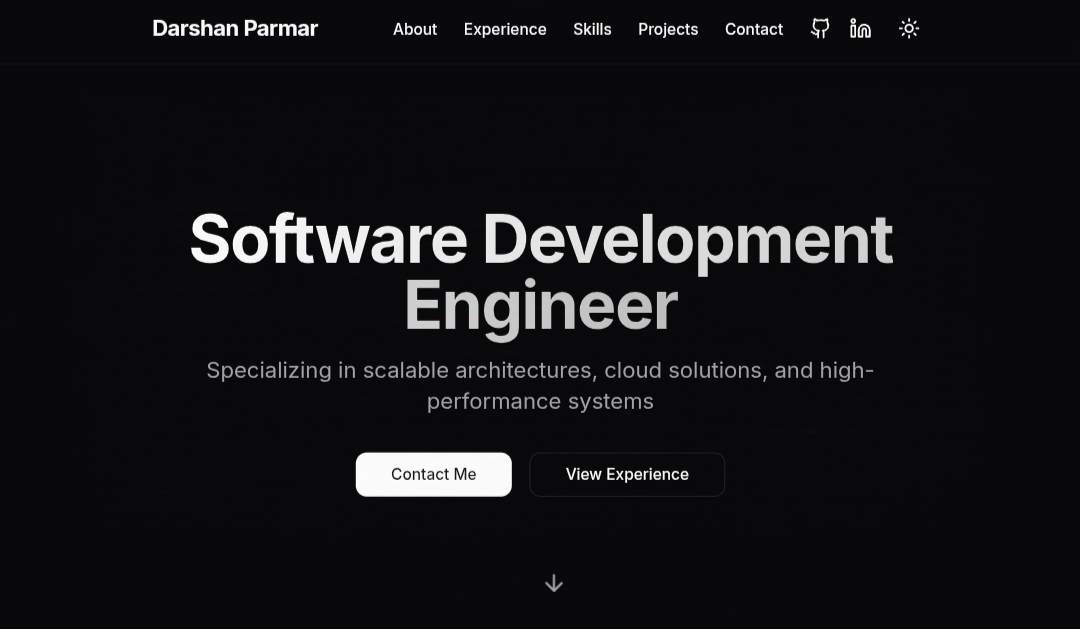 Darshan Parmar
About Experience Skills Projects Contact
Software Development
Engineer
Specializing in scalable architectures, cloud solutions, and high-
performance systems
Contact Me
View Experience